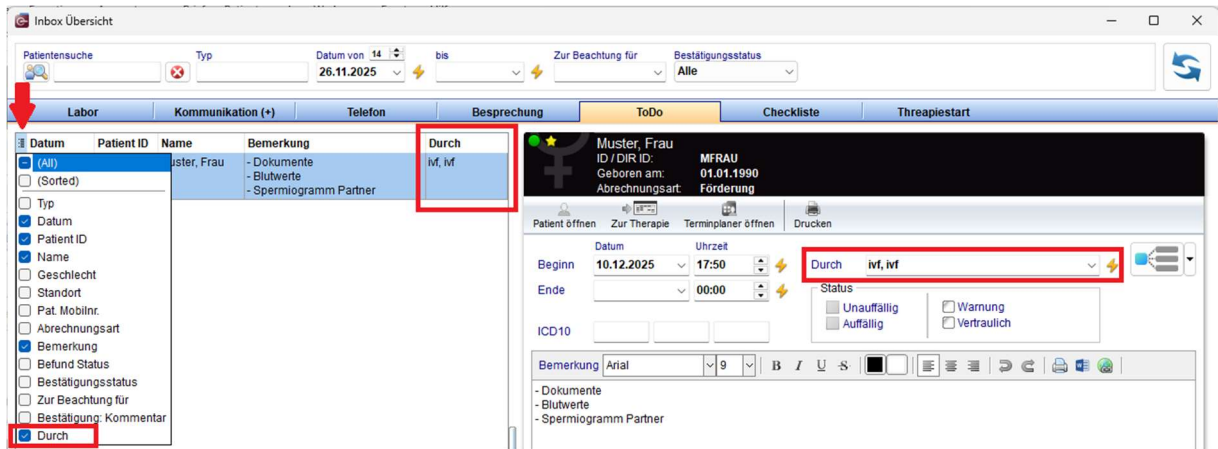 Inbox Übersicht
Patientensuche Typ Datum von 14 bis Zur Beachtung für Bestätigungsstatus
26.11.2025 Alle
Labor Kommunikation (+) Telefon Besprechung ToDo Checkliste Threapiestart
Datum Patient ID Name Bemerkung Durch
(All)
(Sorted)
Typ
Datum
Patient ID
Name
Geschlecht
Standort
Pat. Mobilnr.
Abrechnungsart
Bemerkung
Befund Status
Bestätigungsstatus
Zur Beachtung für
Bestätigung: Kommentar
Durch
uster, Frau - Dokumente ivf, ivf
- Blutwerte
- Spermiogramm Partner
Muster, Frau
ID / DIR ID: MFRAU
Geboren am: 01.01.1990
Abrechnungsart: Förderung
Patient öffnen Zur Therapie Terminplaner öffnen Drucken
Datum Uhrzeit
Beginn 10.12.2025 17:50 Durch ivf, ivf
Ende 00:00 Status
Unauffällig Warnung
Auffällig Vertraulich
ICD10
Bemerkung Arial 9 B I U S
- Dokumente
- Blutwerte
- Spermiogramm Partner